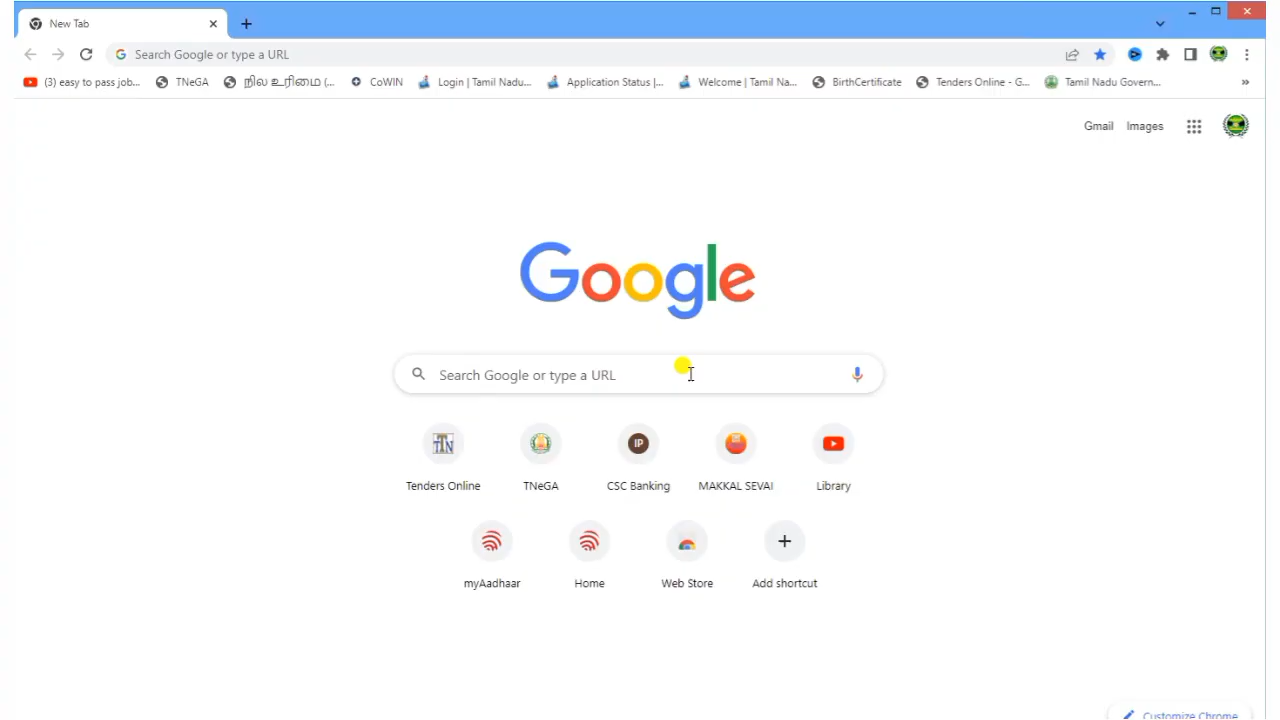 New Tab
Search Google or type a URL
(3) easy to pass job... TNeGA நில உரிமை (... CoWIN Login | Tamil Nadu... Application Status |... Welcome | Tamil Na... BirthCertificate Tenders Online - G... Tamil Nadu Govern... »
Gmail Images
Google
Search Google or type a URL
TTN IP
Tenders Online TNeGA CSC Banking MAKKAL SEVAI Library
myAadhaar Home Web Store Add shortcut
Customize Chrome